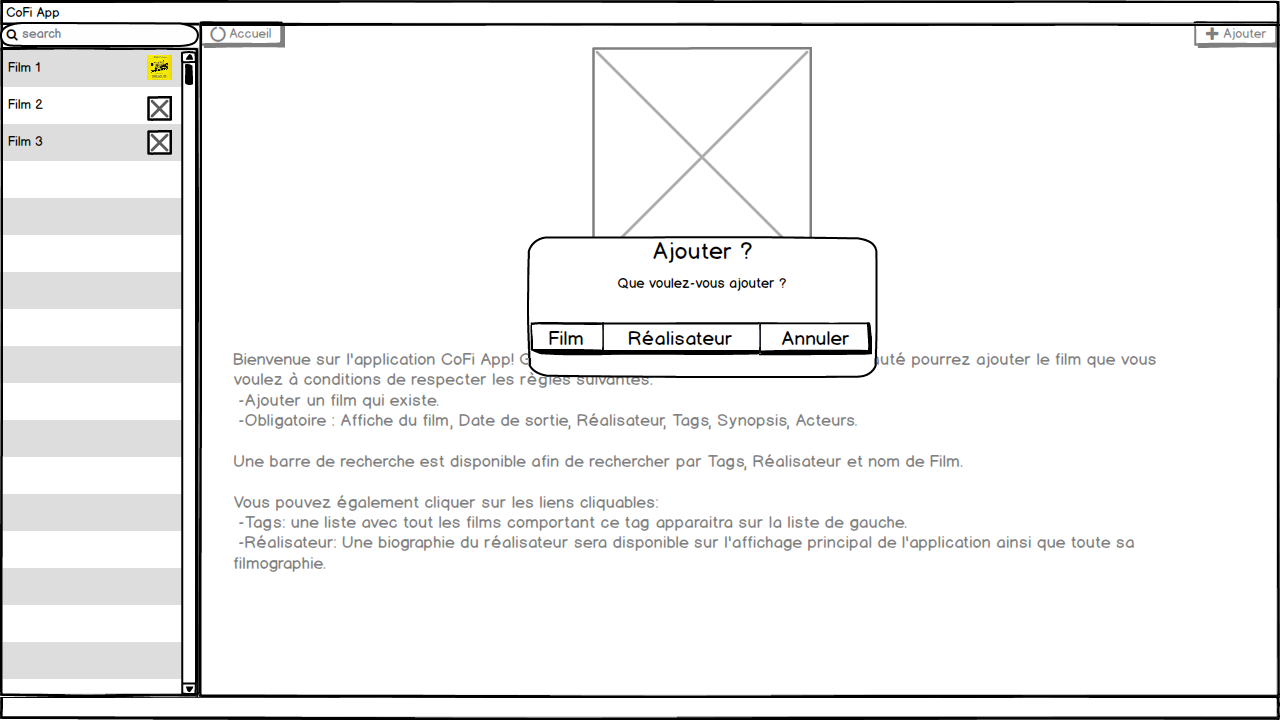 CoFi App
search
Accueil
Ajouter
Film 1
Film 2
Film 3
Ajouter ?
Que voulez-vous ajouter ?
Film Réalisateur Annuler
Bienvenue sur l'application CoFi App! pourrez ajouter le film que vous
voulez à conditions de respecter les règles suivantes:
-Ajouter un film qui existe.
-Obligatoire : Affiche du film, Date de sortie, Réalisateur, Tags, Synopsis, Acteurs.
Une barre de recherche est disponible afin de rechercher par Tags, Réalisateur et nom de Film.
Vous pouvez également cliquer sur les liens cliquables:
-Tags: une liste avec tout les films comportant ce tag apparaitra sur la liste de gauche.
-Réalisateur: Une biographie du réalisateur sera disponible sur l'affichage principal de l'application ainsi que toute sa
filmographie.